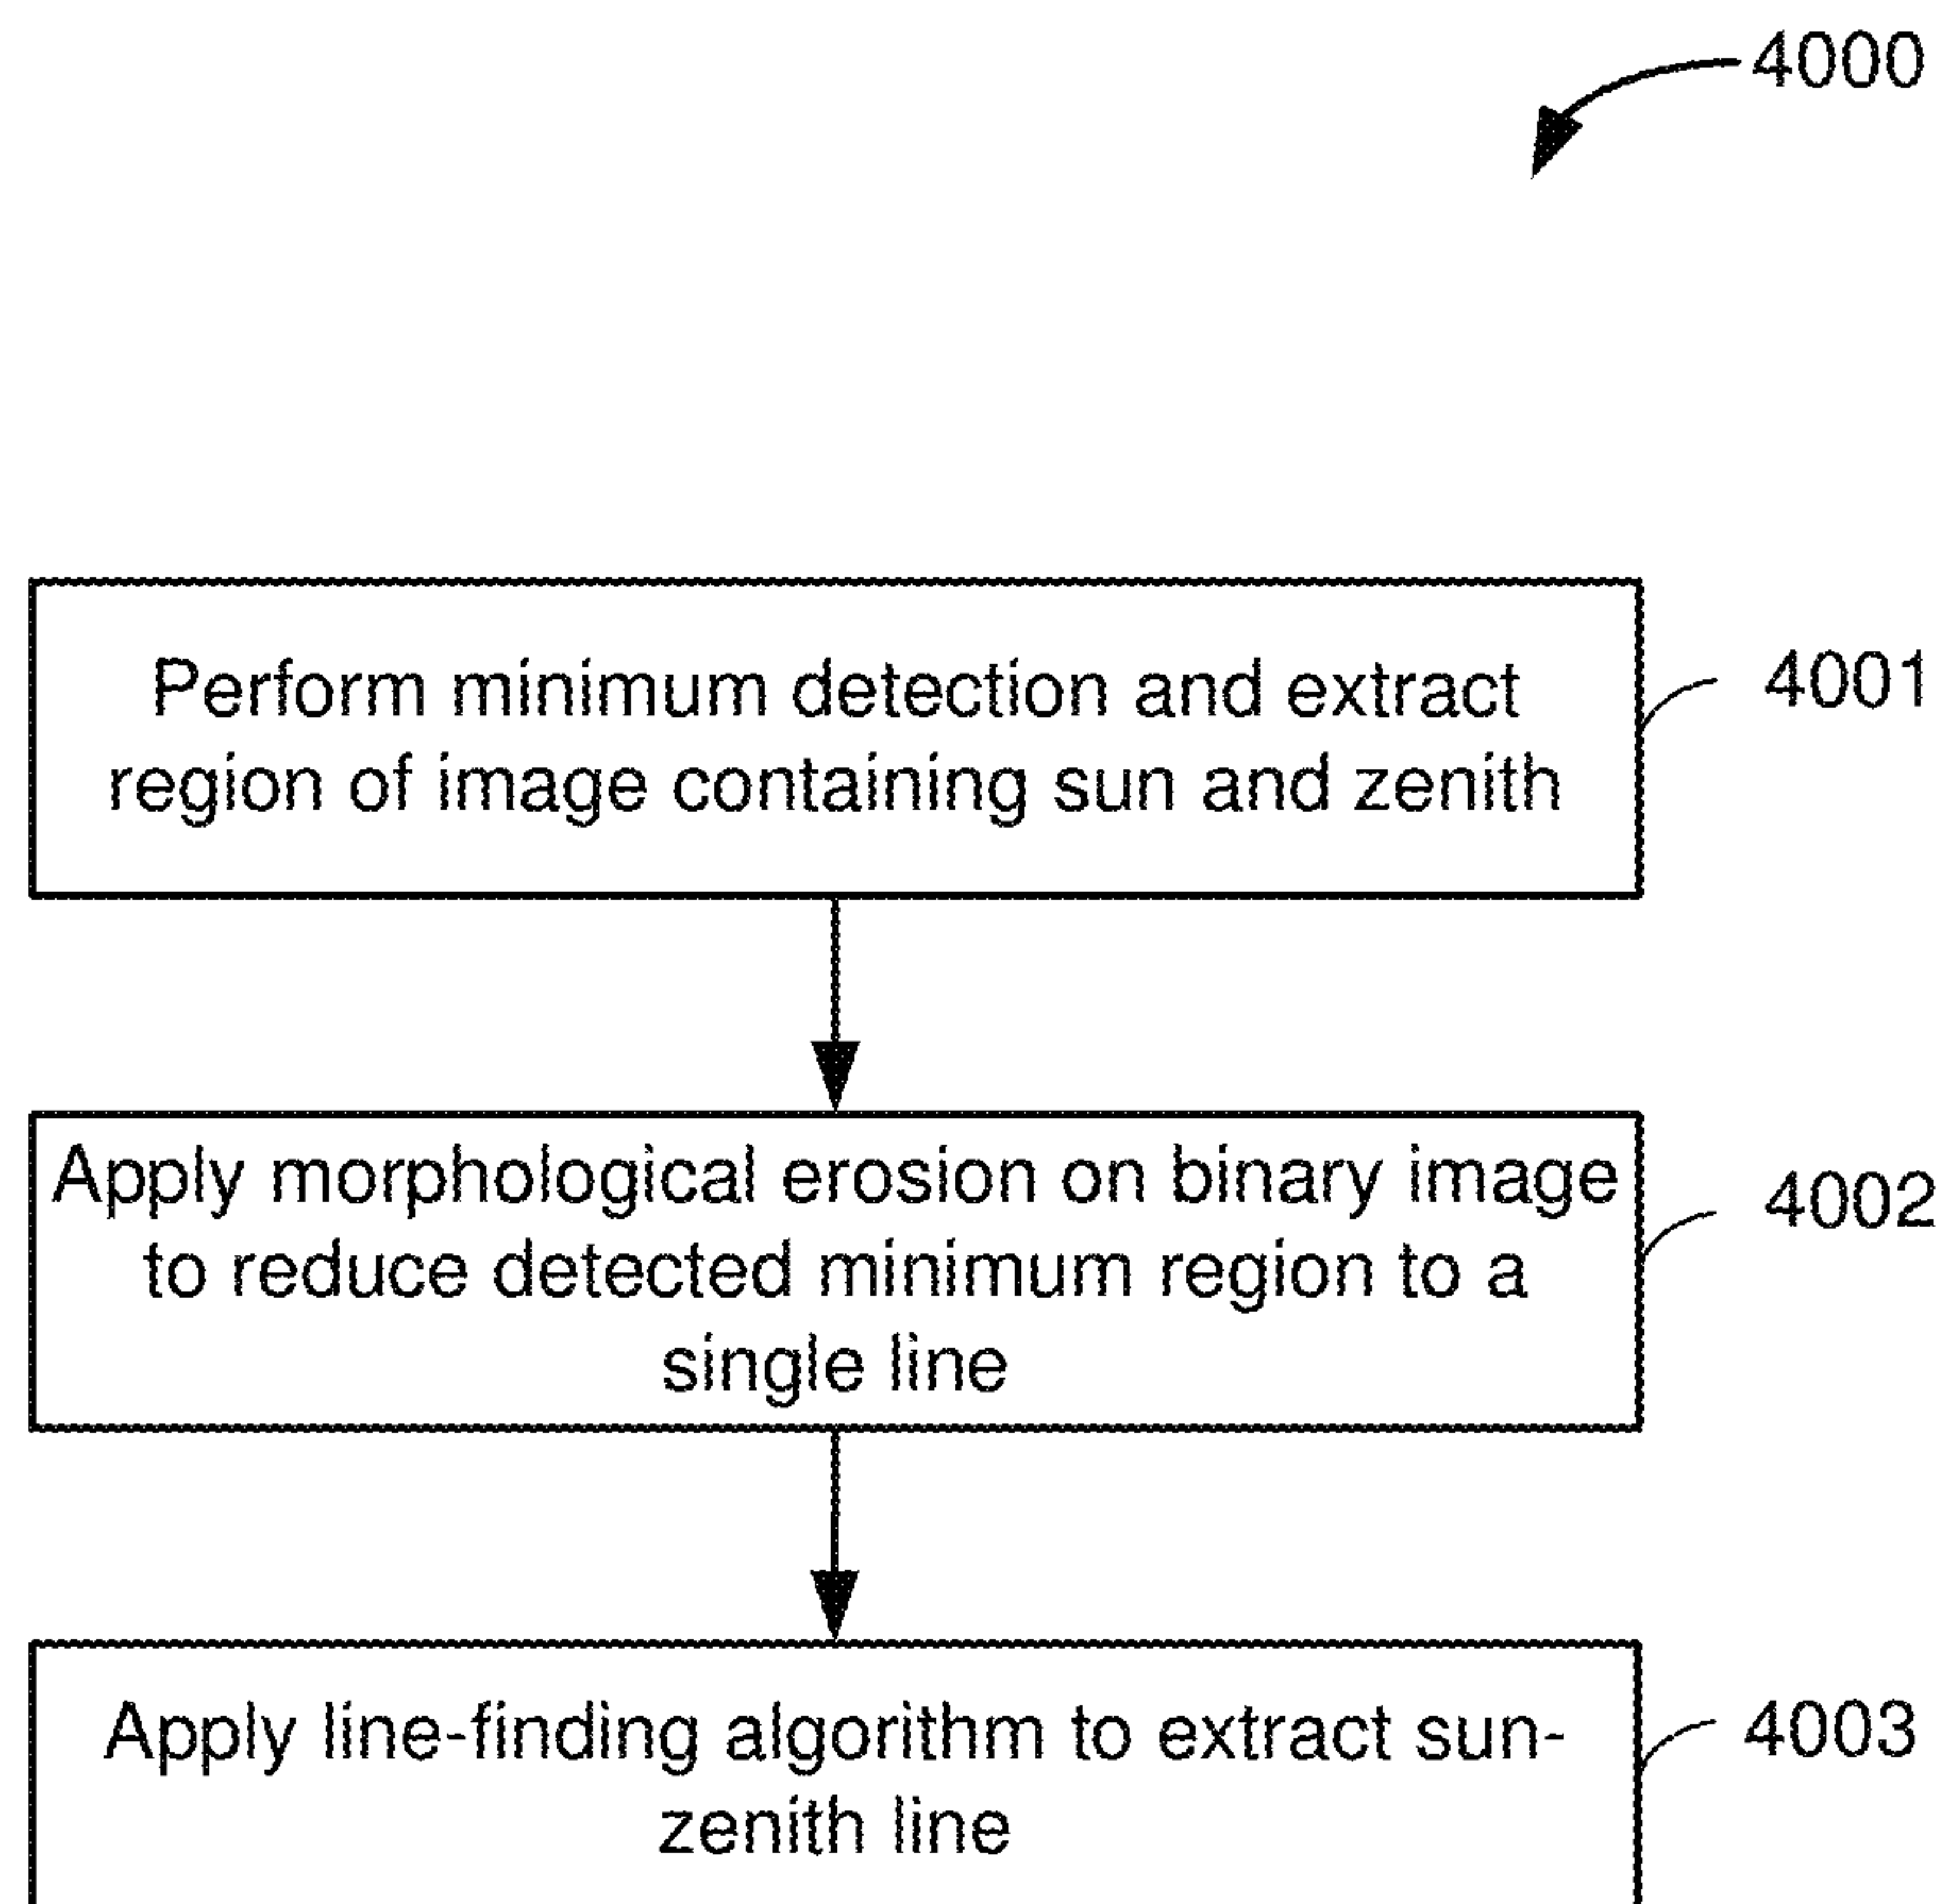 4000
Perform minimum detection and extract
region of image containing sun and zenith
4001
Apply morphological erosion on binary image
to reduce detected minimum region to a
single line
4002
Apply line-finding algorithm to extract sun-
zenith line
4003